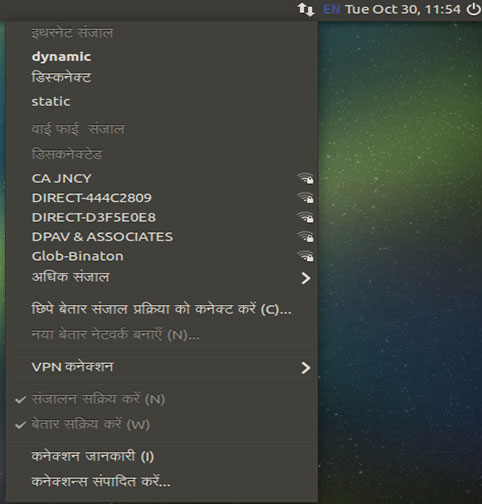 EN Tue Oct 30, 11:54
इथरनेट संजाल
dynamic
डिस्कनेक्ट
static
वाई फाई संजाल
डिसकनेक्टेड
CA JNCY
DIRECT-444C2809
DIRECT-D3F5E0E8
DPAV & ASSOCIATES
Glob-Binaton
अधिक संजाल
छिपे बेतार संजाल प्रक्रिया को कनेक्ट करें (C)...
नया बेतार नेटवर्क बनाएँ (N)...
VPN कनेक्शन
संजालन सक्रिय करें (N)
बेतार सक्रिय करें (W)
कनेक्शन जानकारी (I)
कनेक्शन्स संपादित करें...